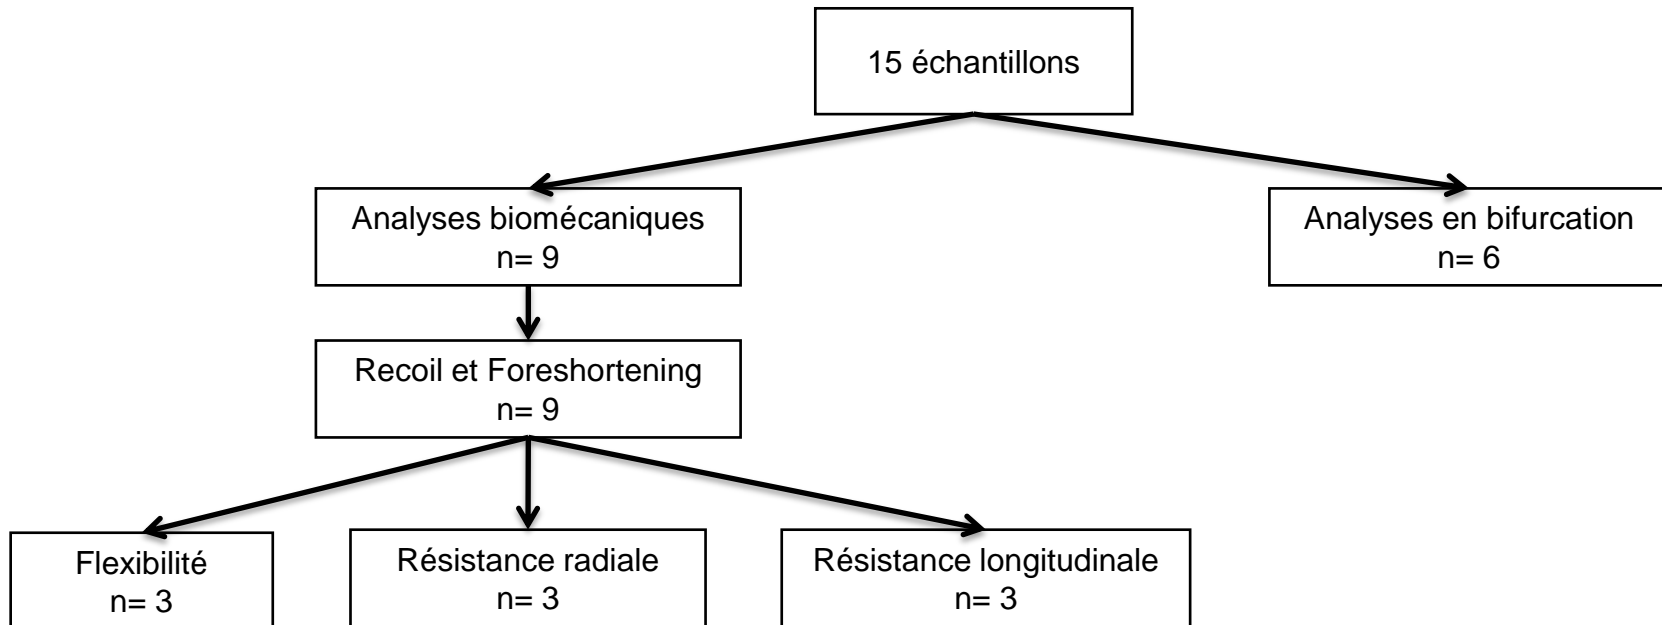 15 échantillons
Analyses biomécaniques
n= 9
Analyses en bifurcation
n= 6
Recoil et Foreshortening
n= 9
Flexibilité
n= 3
Résistance radiale
n= 3
Résistance longitudinale
n= 3